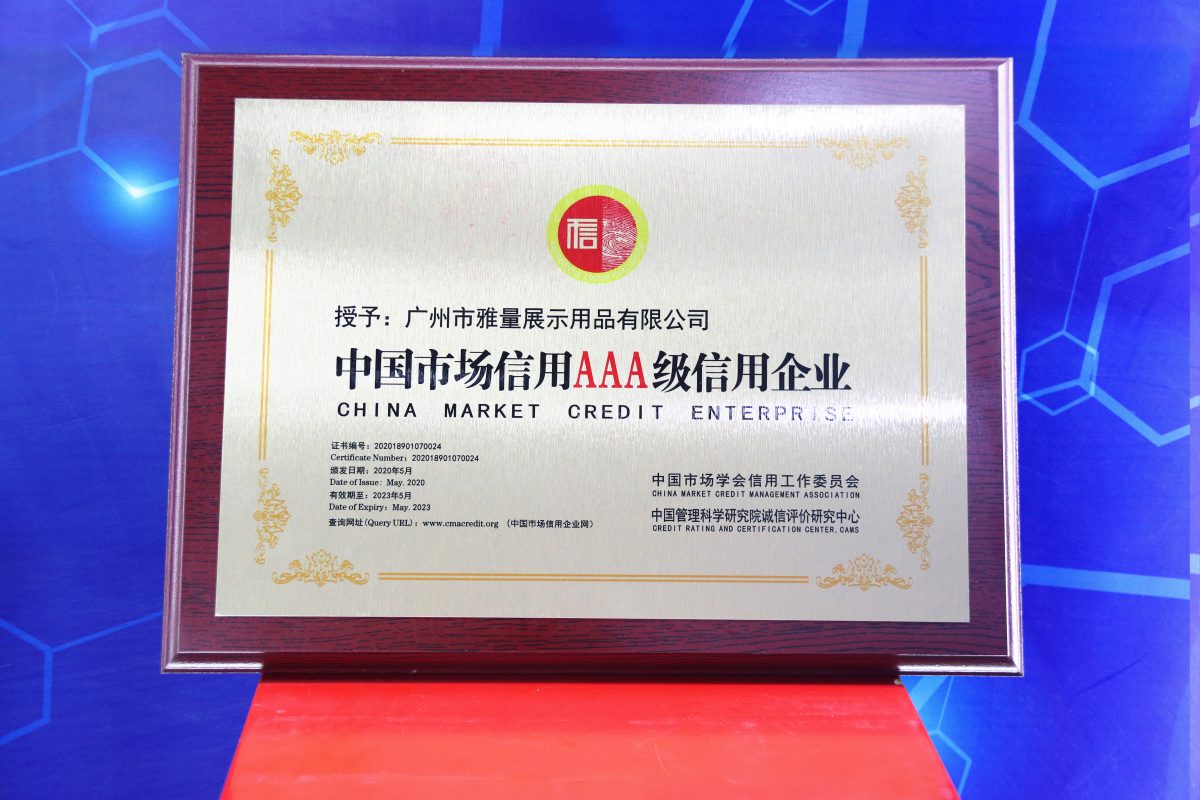 信
授予：广州市雅量展示用品有限公司
中国市场信用AAA级信用企业
CHINA MARKET CREDIT ENTERPRISE
证书编号：202018901070024
Certificate Number：202018901070024
颁发日期：2020年5月
Date of Issue：May. 2020
有效期至：2023年5月
Date of Expiry：May. 2023
查询网址(Query URL)：www.cmacredit.org （中国市场信用企业网）
中国市场学会信用工作委员会
CHINA MARKET CREDIT MANAGEMENT ASSOCIATION
中国管理科学研究院诚信评价研究中心
CREDIT RATING AND CERTIFICATION CENTER, CAMS